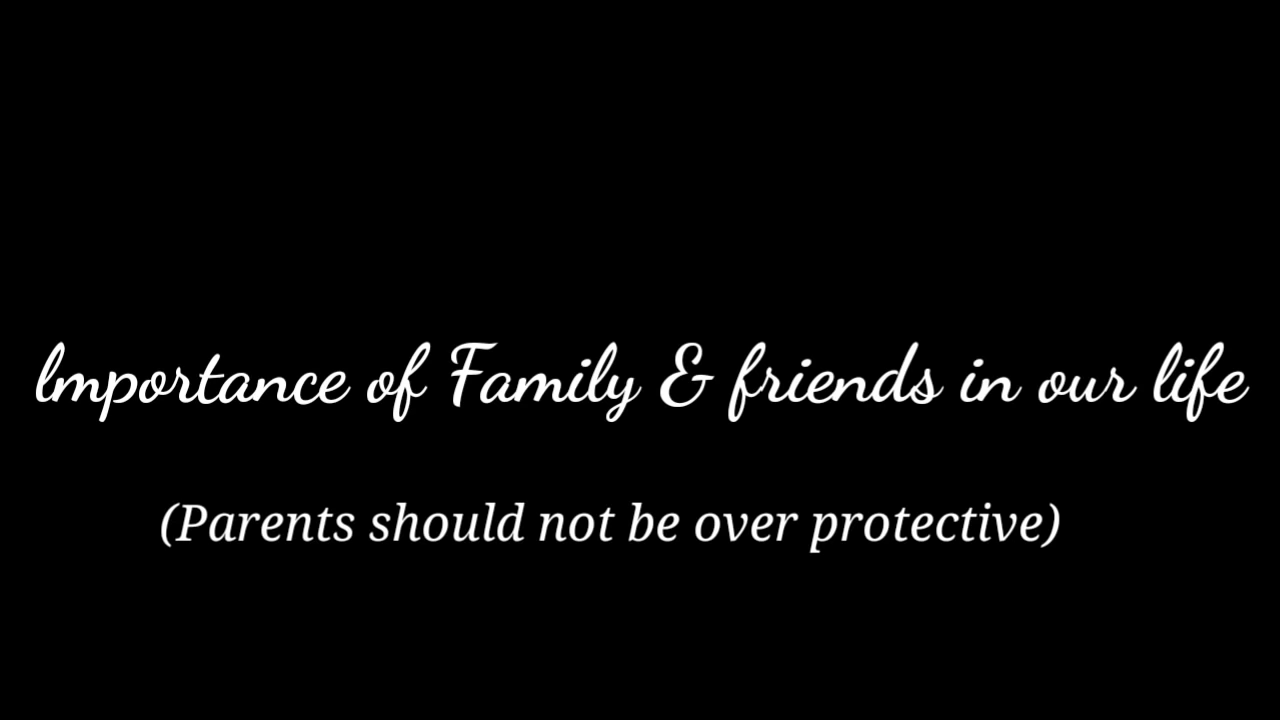 Importance of Family & friends in our life
(Parents should not be over protective)